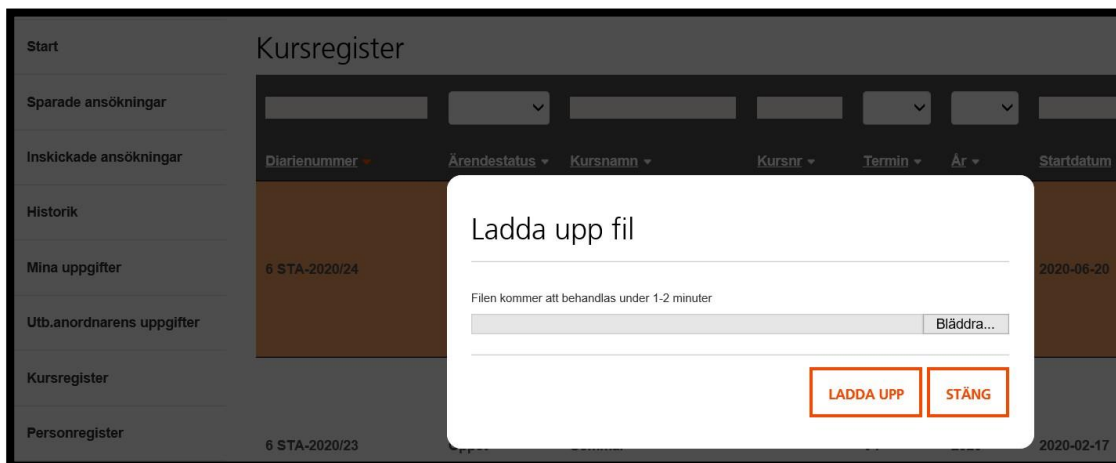 Start
Kursregister
Sparade ansökningar
Inskickade ansökningar
Diarienummer Ärendestatus Kursnamn Kursnr Termin År Startdatum
Historik
Ladda upp fil
Mina uppgifter
6 STA-2020/24
2020-06-20
Filen kommer att behandlas under 1-2 minuter
Bläddra...
Utb.anordnarens uppgifter
Kursregister
LADDA UPP STÄNG
Personregister
6 STA-2020/23
2020-02-17